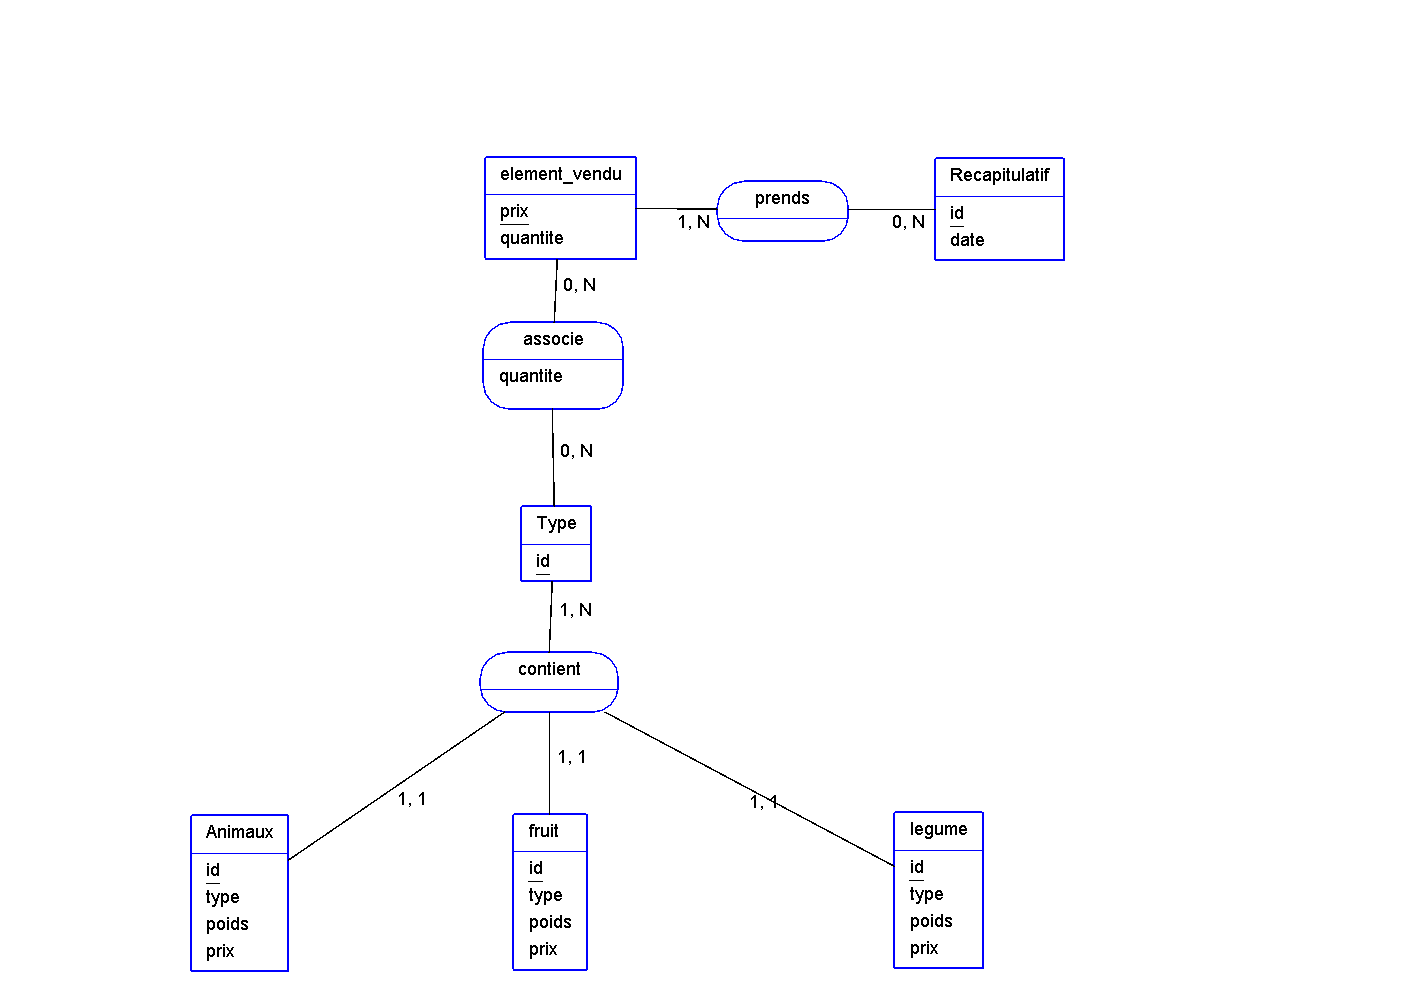 element_vendu
prix
quantite
1, N
prends
0, N
Recapitulatif
id
date
0, N
associe
quantite
0, N
Type
id
1, N
contient
1, 1
1, 1
1, 1
Animaux
id
type
poids
prix
fruit
id
type
poids
prix
legume
id
type
poids
prix